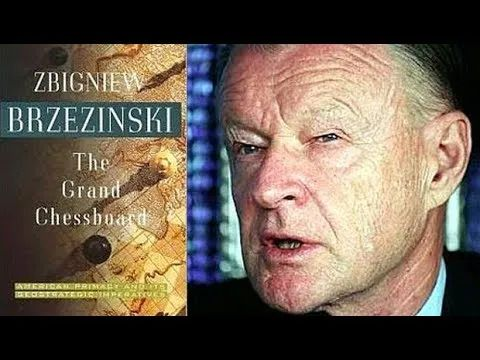 ZBIGNIEW
BRZEZINSKI
The
Grand
Chessboard
AMERICAN PRIMACY AND ITS
GEOSTRATEGIC IMPERATIVES